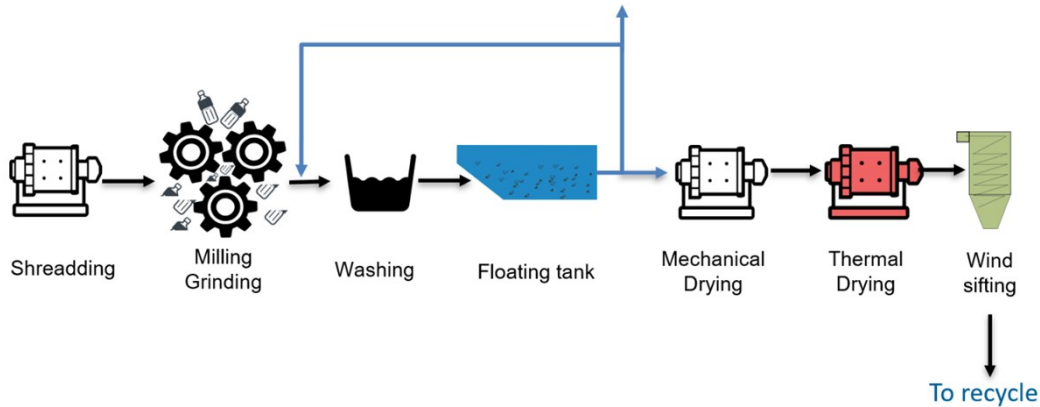 Shreadding
Milling
Grinding
Washing
Floating tank
Mechanical
Drying
Thermal
Drying
Wind
sifting
To recycle